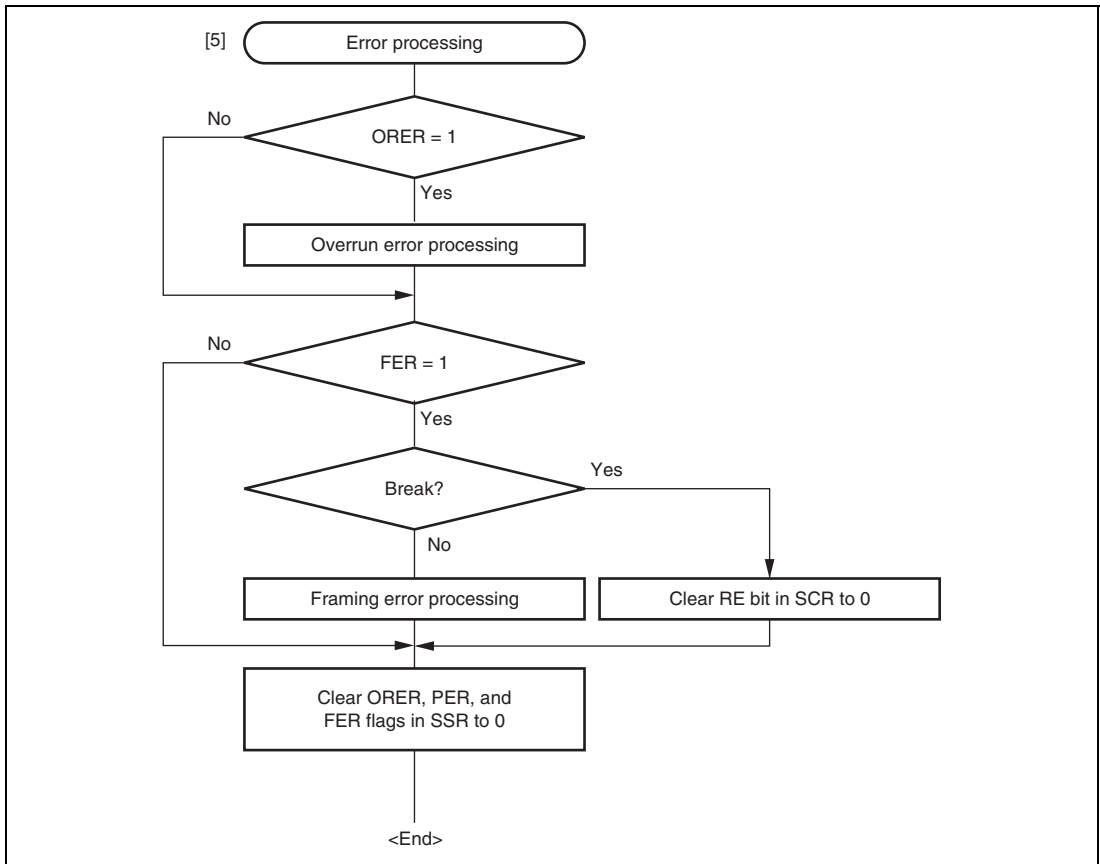 [5]
Error processing
No
ORER = 1
Yes
Overrun error processing
No
FER = 1
Yes
Break?
Yes
No
Framing error processing
Clear RE bit in SCR to 0
Clear ORER, PER, and
FER flags in SSR to 0
<End>